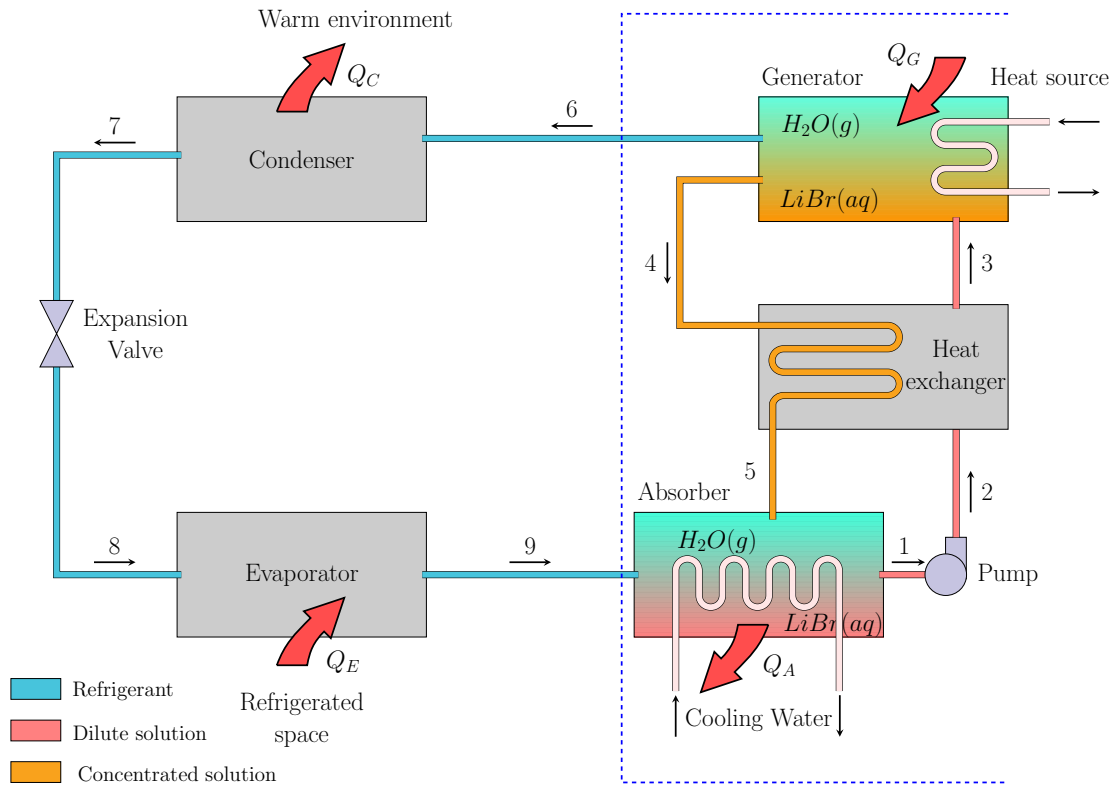 Warm environment
Q_C
Q_G
Generator
Heat source
7
6
H_2O(g)
Condenser
LiBr(aq)
4
3
Expansion
Valve
Heat
exchanger
5
2
Absorber
8
9
H_2O(g)
1
Evaporator
Pump
LiBr(aq)
Q_E
Q_A
Refrigerant
Refrigerated
space
Cooling Water
Dilute solution
Concentrated solution